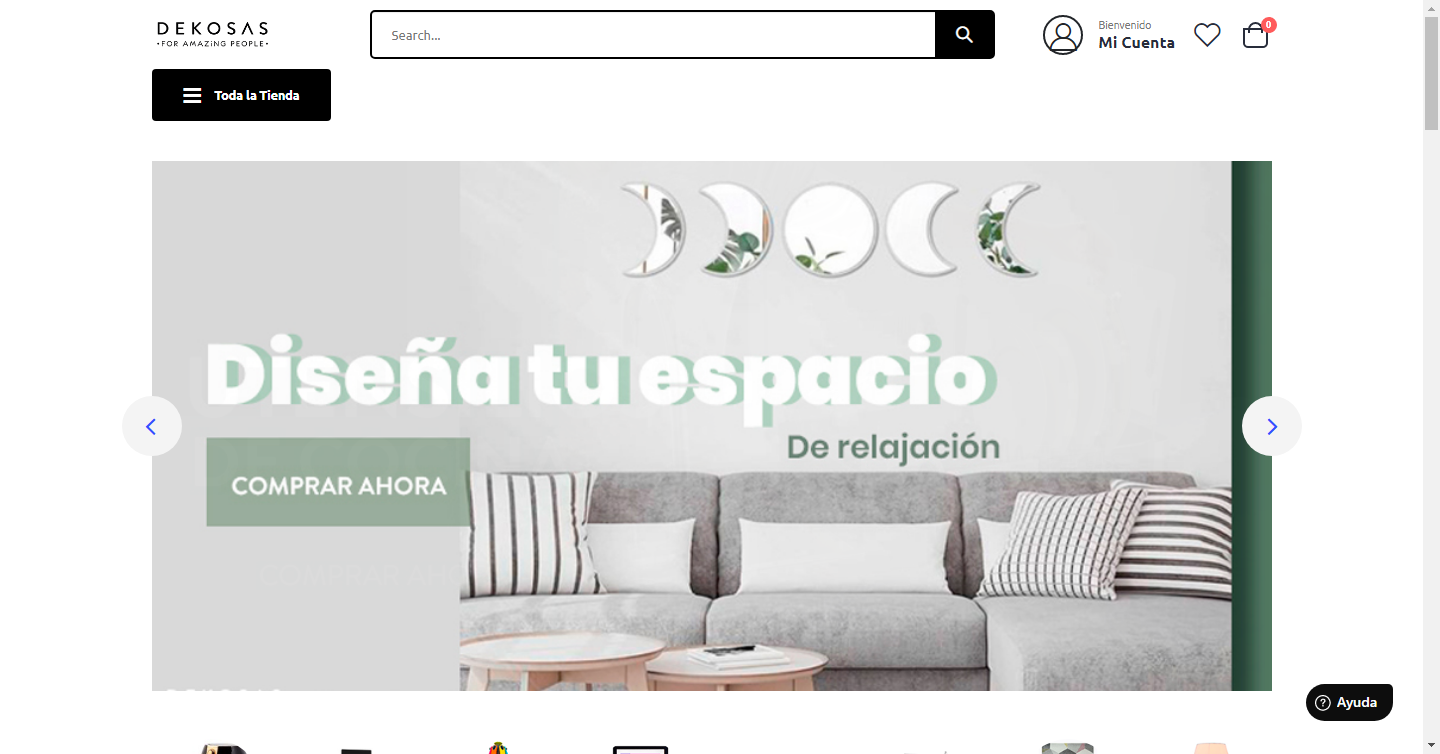 DEKOSAS
•FOR AMAZiNG PEOPLE•
Search...
Bienvenido
Mi Cuenta
0
Toda la Tienda
Diseña tu espacio
De relajación
COMPRAR AHORA
Ayuda